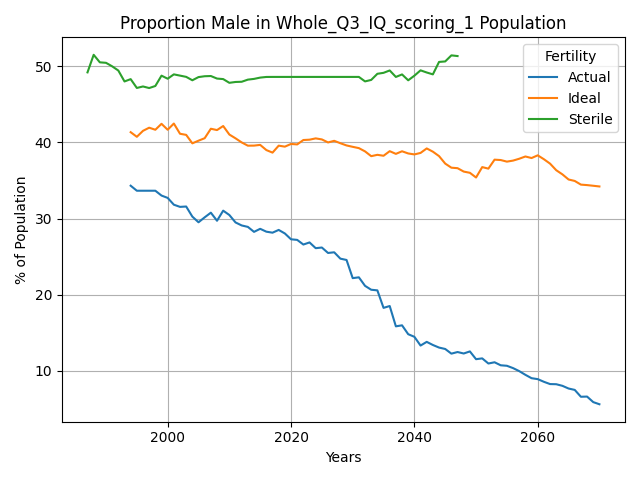 Proportion Male in Whole_Q3_IQ_scoring_1 Population
% of Population
50
40
30
20
10
Fertility
Actual
Ideal
Sterile
2000 2020 2040 2060
Years